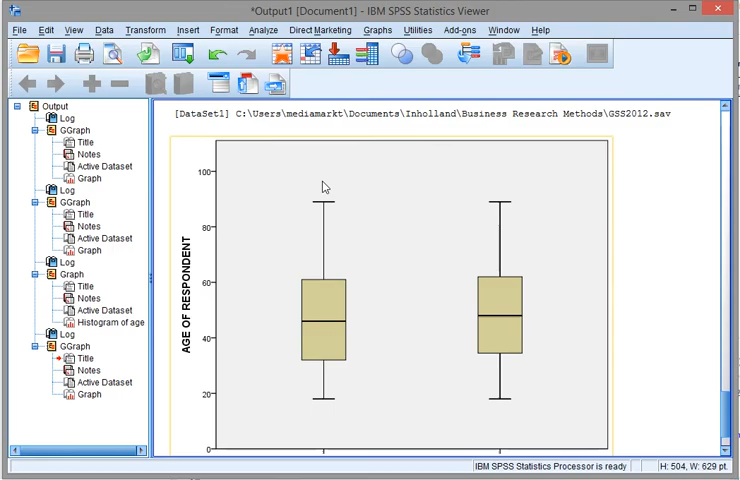 *Output1 [Document1] - IBM SPSS Statistics Viewer
File Edit View Data Transform Insert Format Analyze Direct Marketing Graphs Utilities Add-ons Window Help
Output
Log
GGraph
Title
Notes
Active Dataset
Graph
Log
GGraph
Title
Notes
Active Dataset
Graph
Log
Graph
Title
Notes
Active Dataset
Histogram of age
Log
GGraph
Title
Notes
Active Dataset
Graph
[DataSet1] C:\Users\mediamarkt\Documents\Inholland\Business Research Methods\GSS2012.sav
100
80
60
40
20
0
AGE OF RESPONDENT
IBM SPSS Statistics Processor is ready
H: 504, W: 629 pt.